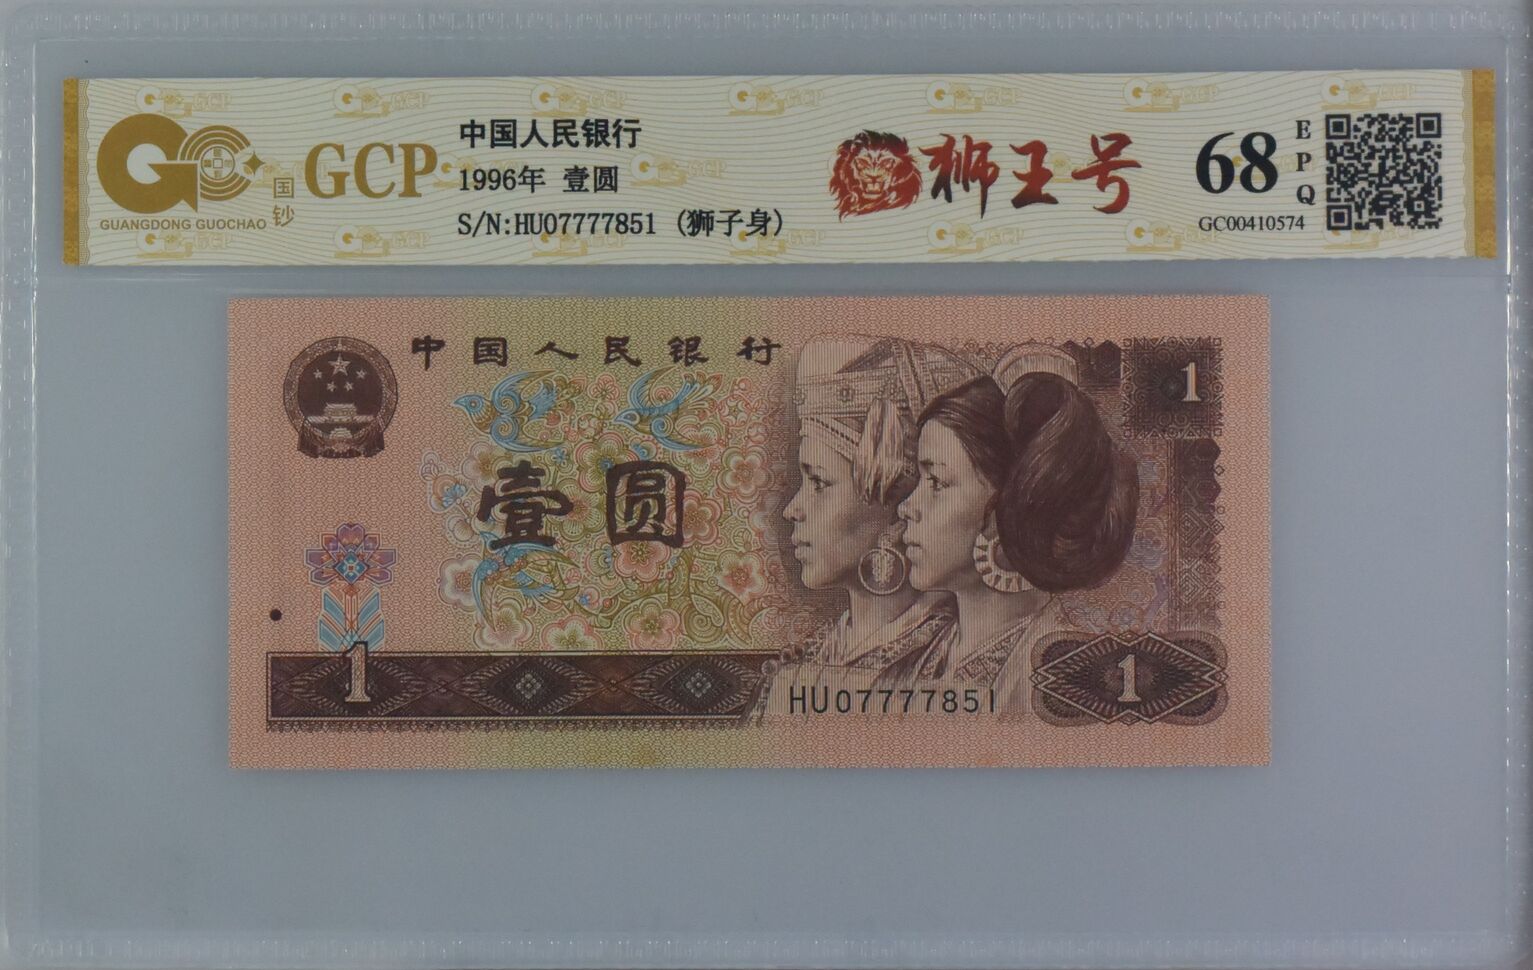 GCP
GUANGDONG GUOCHAO
国钞
中国人民银行
1996年 壹圆
S/N:HU07777851 (狮子身)
狮王号
68
EPQ
GC00410574
中国人民银行
1
壹圆
1
HU07777851
1